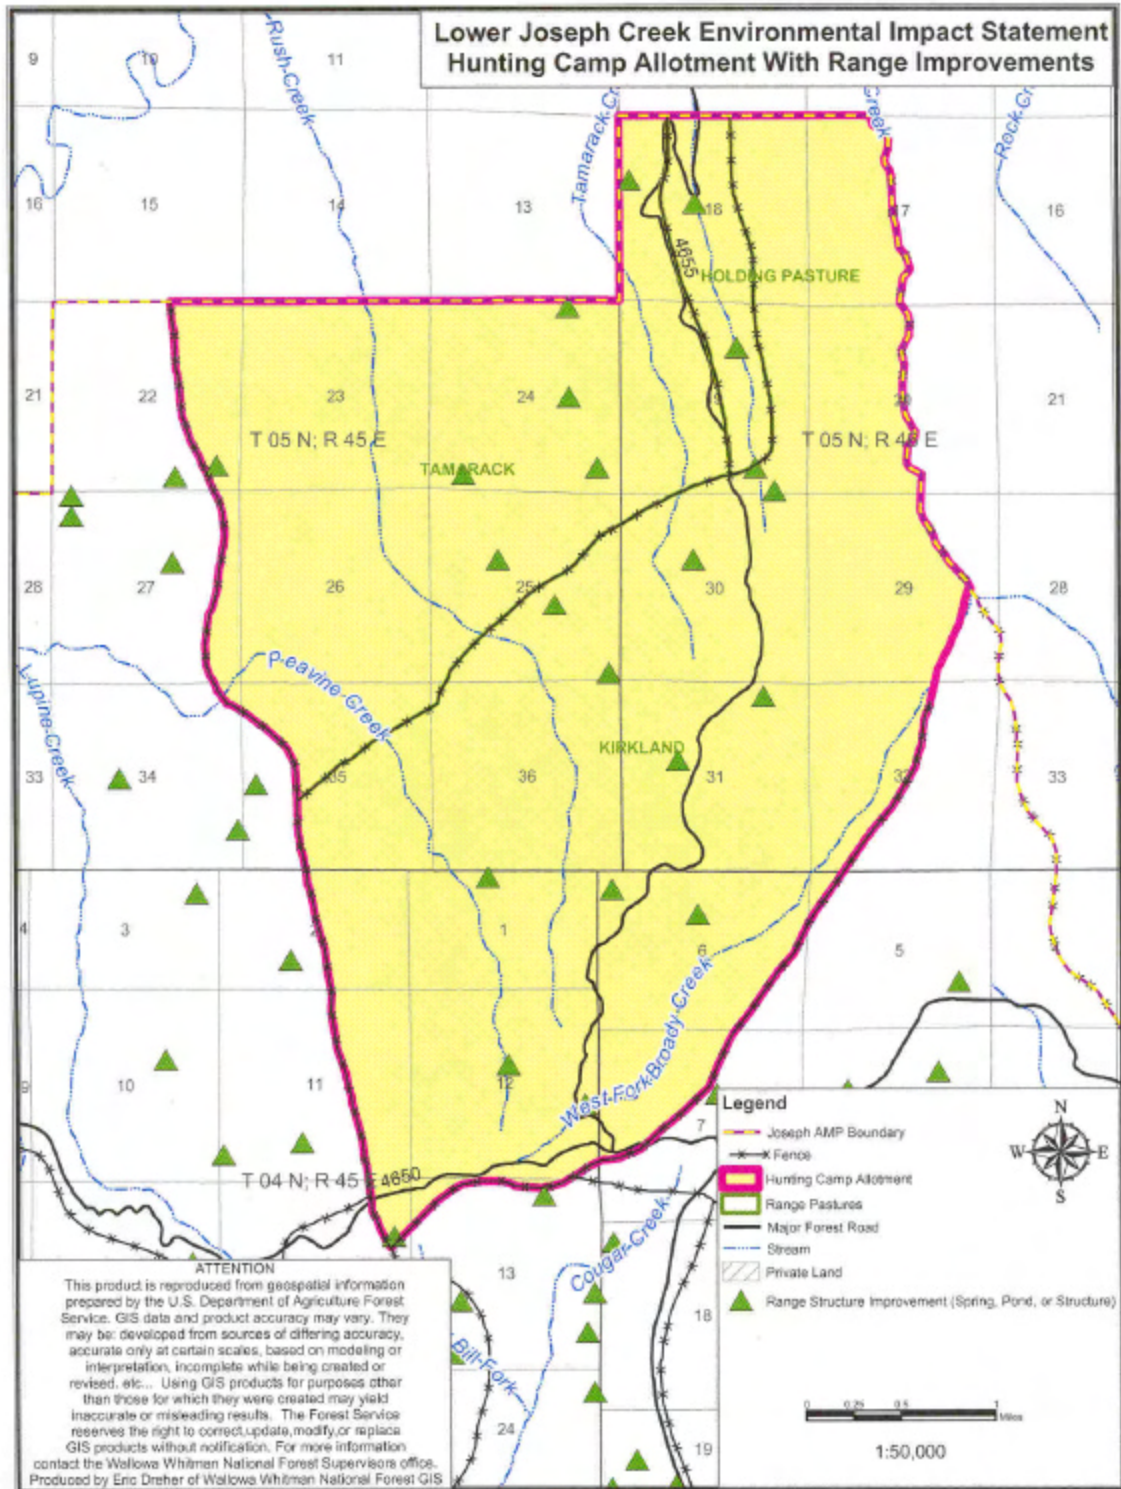 Lower Joseph Creek Environmental Impact Statement
Hunting Camp Allotment With Range Improvements
9
10
11
Rush Creek
Tamarack Cr
Creek
Rock Cr.
16
15
14
13
18
17
16
4655
HOLDING PASTURE
21
22
23
24
19
20
21
T 05 N; R 45 E
T 05 N; R 46 E
TAMARACK
28
27
26
25
30
29
28
Peavine Creek
Lupine Creek
KIRKLAND
33
34
35
36
31
32
33
4
3
2
1
6
5
West Fork Broady Creek
9
10
11
12
7
T 04 N; R 45 E
4650
Cougar Creek
13
18
Bill Fork
24
19
Legend
Joseph AMP Boundary
Fence
Hunting Camp Allotment
Range Pastures
Major Forest Road
Stream
Private Land
Range Structure Improvement (Spring, Pond, or Structure)
N
W
E
S
0 0.25 0.5 1
Miles
1:50,000
ATTENTION
This product is reproduced from geospatial information
prepared by the U.S. Department of Agriculture Forest
Service. GIS data and product accuracy may vary. They
may be: developed from sources of differing accuracy,
accurate only at certain scales, based on modeling or
interpretation, incomplete while being created or
revised, etc... Using GIS products for purposes other
than those for which they were created may yield
inaccurate or misleading results. The Forest Service
reserves the right to correct,update,modify,or replace
GIS products without notification. For more information
contact the Wallowa Whitman National Forest Supervisors office.
Produced by Eric Dreher of Wallowa Whitman National Forest GIS